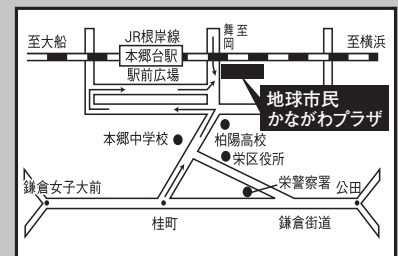 JR根岸線
至舞岡
至大船
本郷台駅
至横浜
駅前広場
地球市民
かながわプラザ
本郷中学校
柏陽高校
栄区役所
鎌倉女子大前
栄警察署
公田
桂町
鎌倉街道